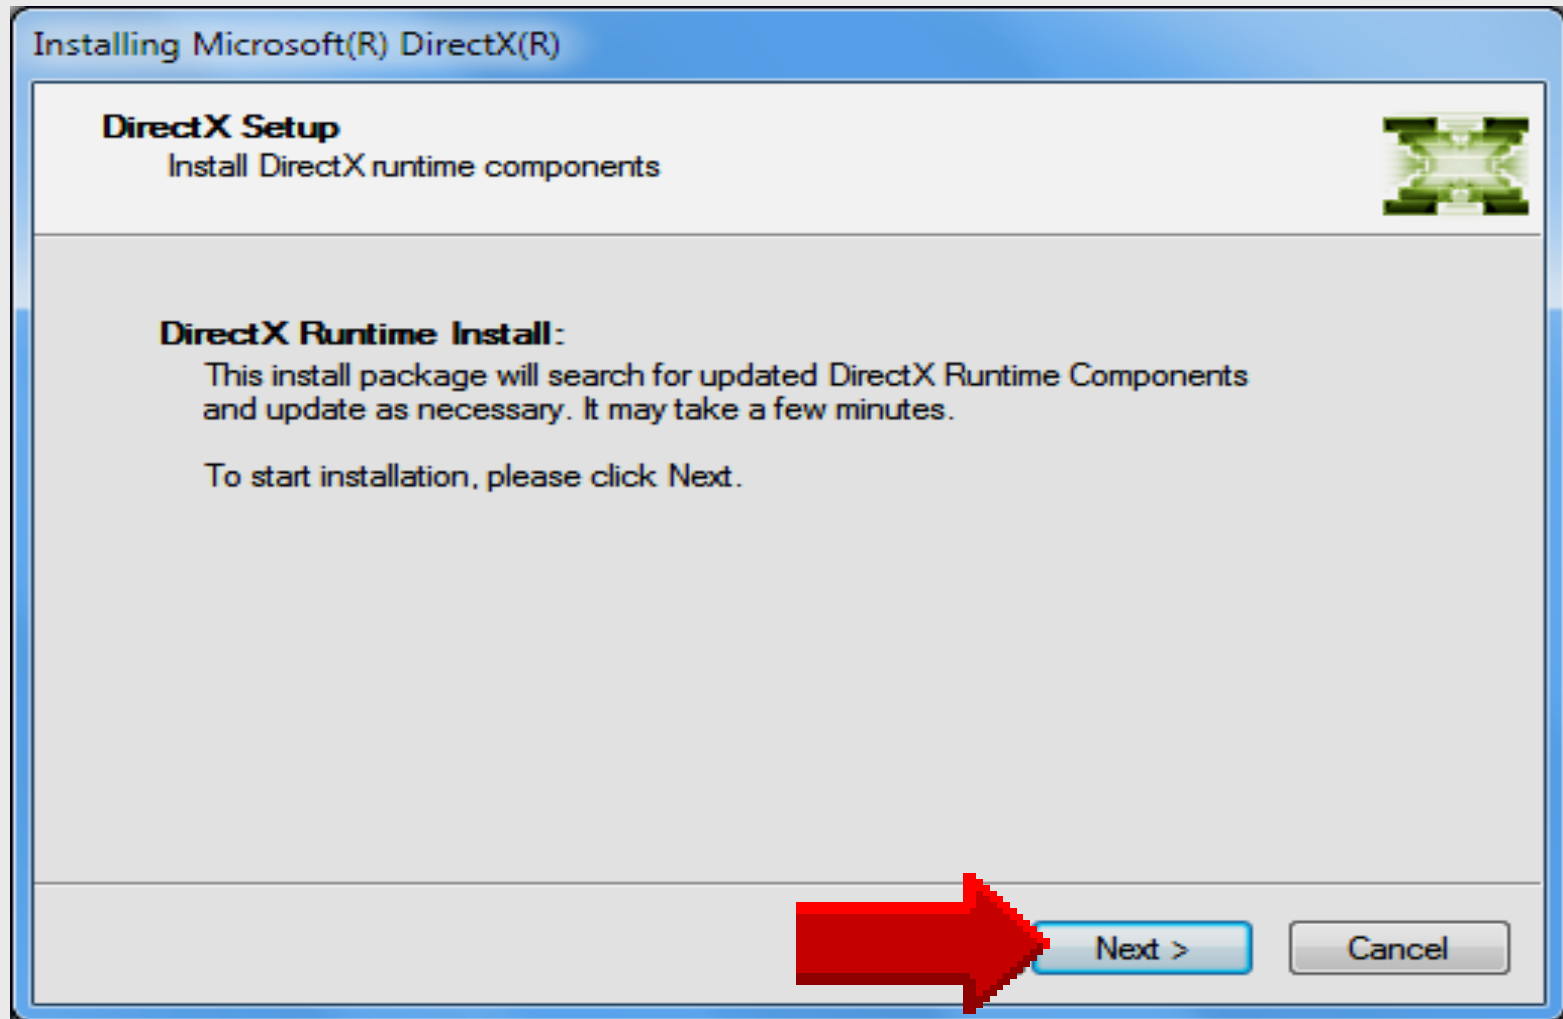 Installing Microsoft(R) DirectX(R)
DirectX Setup
Install DirectX runtime components
DirectX Runtime Install:
This install package will search for updated DirectX Runtime Components
and update as necessary. It may take a few minutes.
To start installation, please click Next.
Next >
Cancel